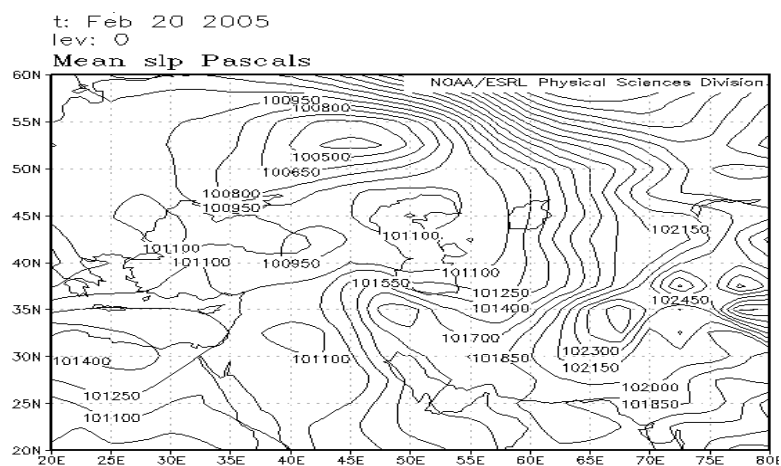 t: Feb 20 2005
lev: 0
Mean slp Pascals
60N
NOAA/ESRL Physical Sciences Division
100950
100800
55N
100500
50N
100650
100800
45N
100950
102150
101100
101100
101100
100950
40N
101100
101550
101250
102450
35N
101400
101700
102300
30N
101400
101100
101850
102150
101250
102000
25N
101100
101850
20N
20E 25E 30E 35E 40E 45E 50E 55E 60E 65E 70E 75E 80E